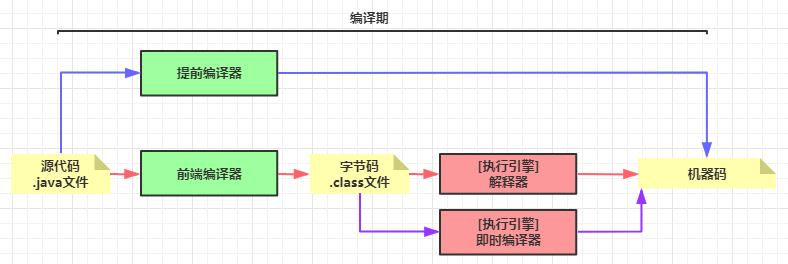 编译期
提前编译器
源代码
.java文件
前端编译器
字节码
.class文件
[执行引擎]
解释器
机器码
[执行引擎]
即时编译器